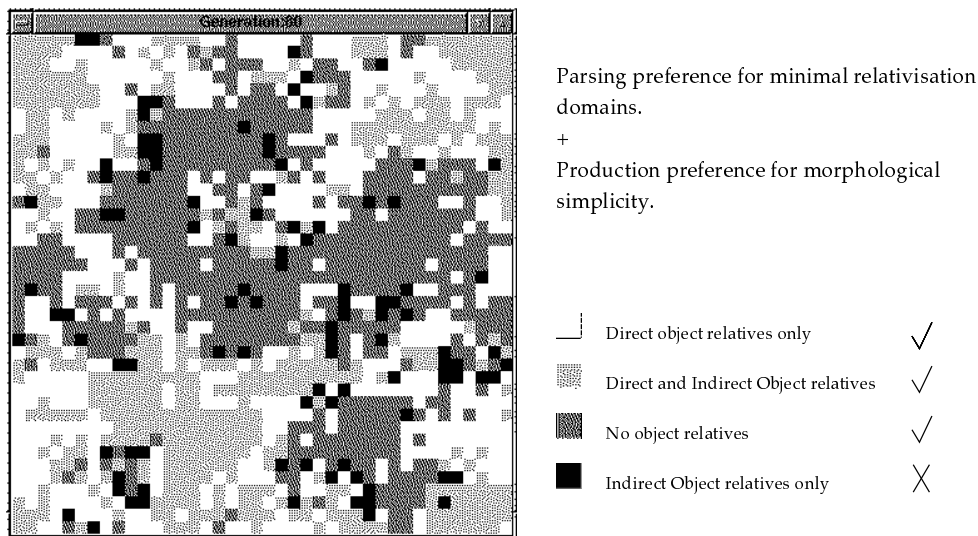 Generation:80
Parsing preference for minimal relativisation
domains.
+
Production preference for morphological
simplicity.
Direct object relatives only
Direct and Indirect Object relatives
No object relatives
Indirect Object relatives only